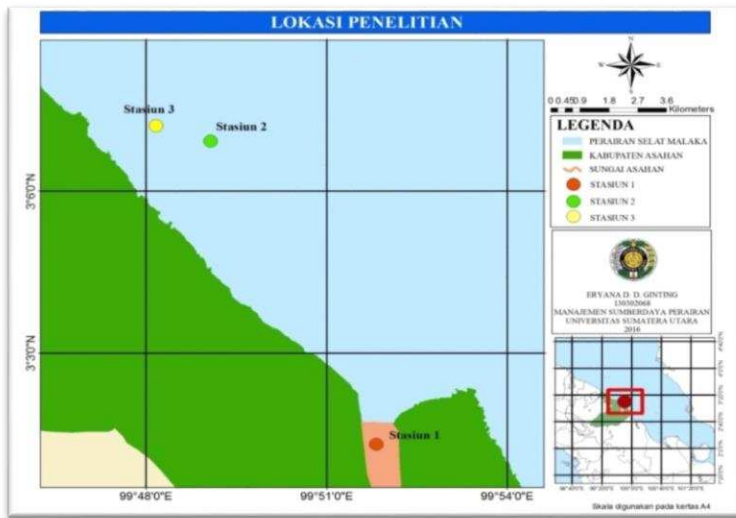 LOKASI PENELITIAN
Stasiun 3
Stasiun 2
Stasiun 1
3°6'0"N
3°3'0"N
99°48'0"E
99°51'0"E
99°54'0"E
N
W
E
S
0 0.450.9 1.8 2.7 3.6
Kilometers
LEGENDA
PERAIRAN SELAT MALAKA
KABUPATEN ASAHAN
SUNGAI ASAHAN
STASIUN 1
STASIUN 2
STASIUN 3
ERYANA D. D. GINTING
130302068
MANAJEMEN SUMBERDAYA PERAIRAN
UNIVERSITAS SUMATERA UTARA
2016
Skala digunakan pada kertas A4